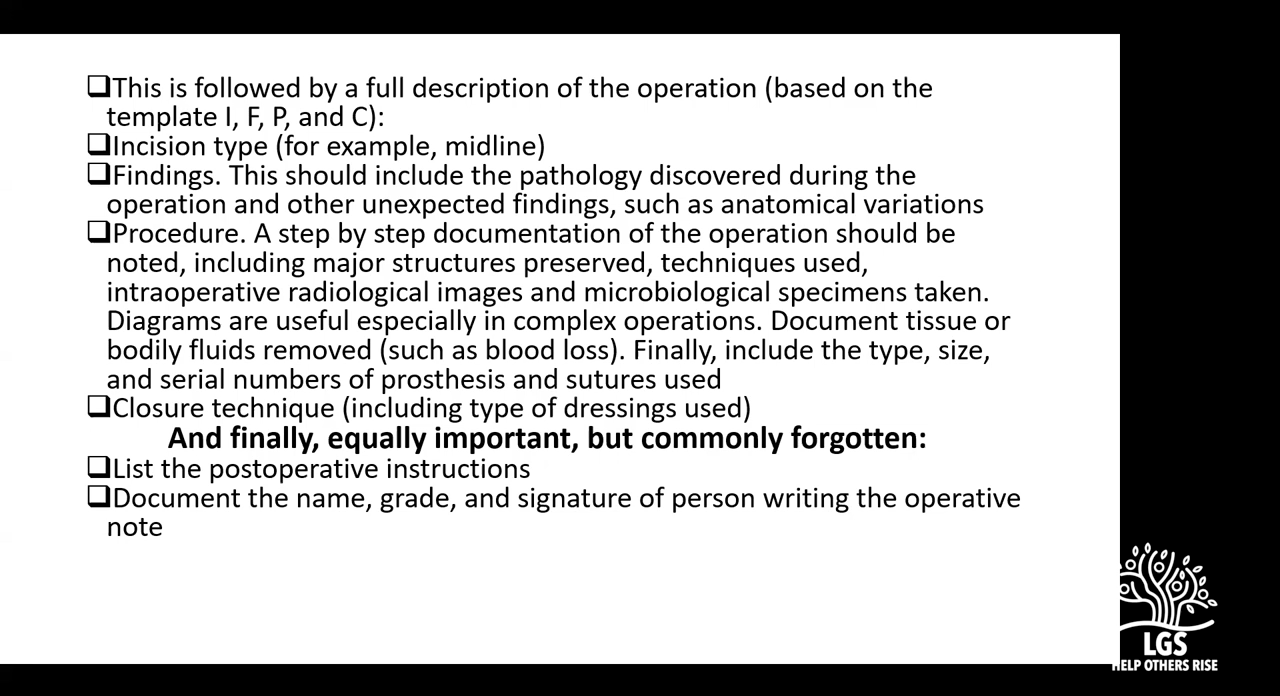 ❑This is followed by a full description of the operation (based on the
template I, F, P, and C):
❑Incision type (for example, midline)
❑Findings. This should include the pathology discovered during the
operation and other unexpected findings, such as anatomical variations
❑Procedure. A step by step documentation of the operation should be
noted, including major structures preserved, techniques used,
intraoperative radiological images and microbiological specimens taken.
Diagrams are useful especially in complex operations. Document tissue or
bodily fluids removed (such as blood loss). Finally, include the type, size,
and serial numbers of prosthesis and sutures used
❑Closure technique (including type of dressings used)
And finally, equally important, but commonly forgotten:
❑List the postoperative instructions
❑Document the name, grade, and signature of person writing the operative
note
LGS
HELP OTHERS RISE